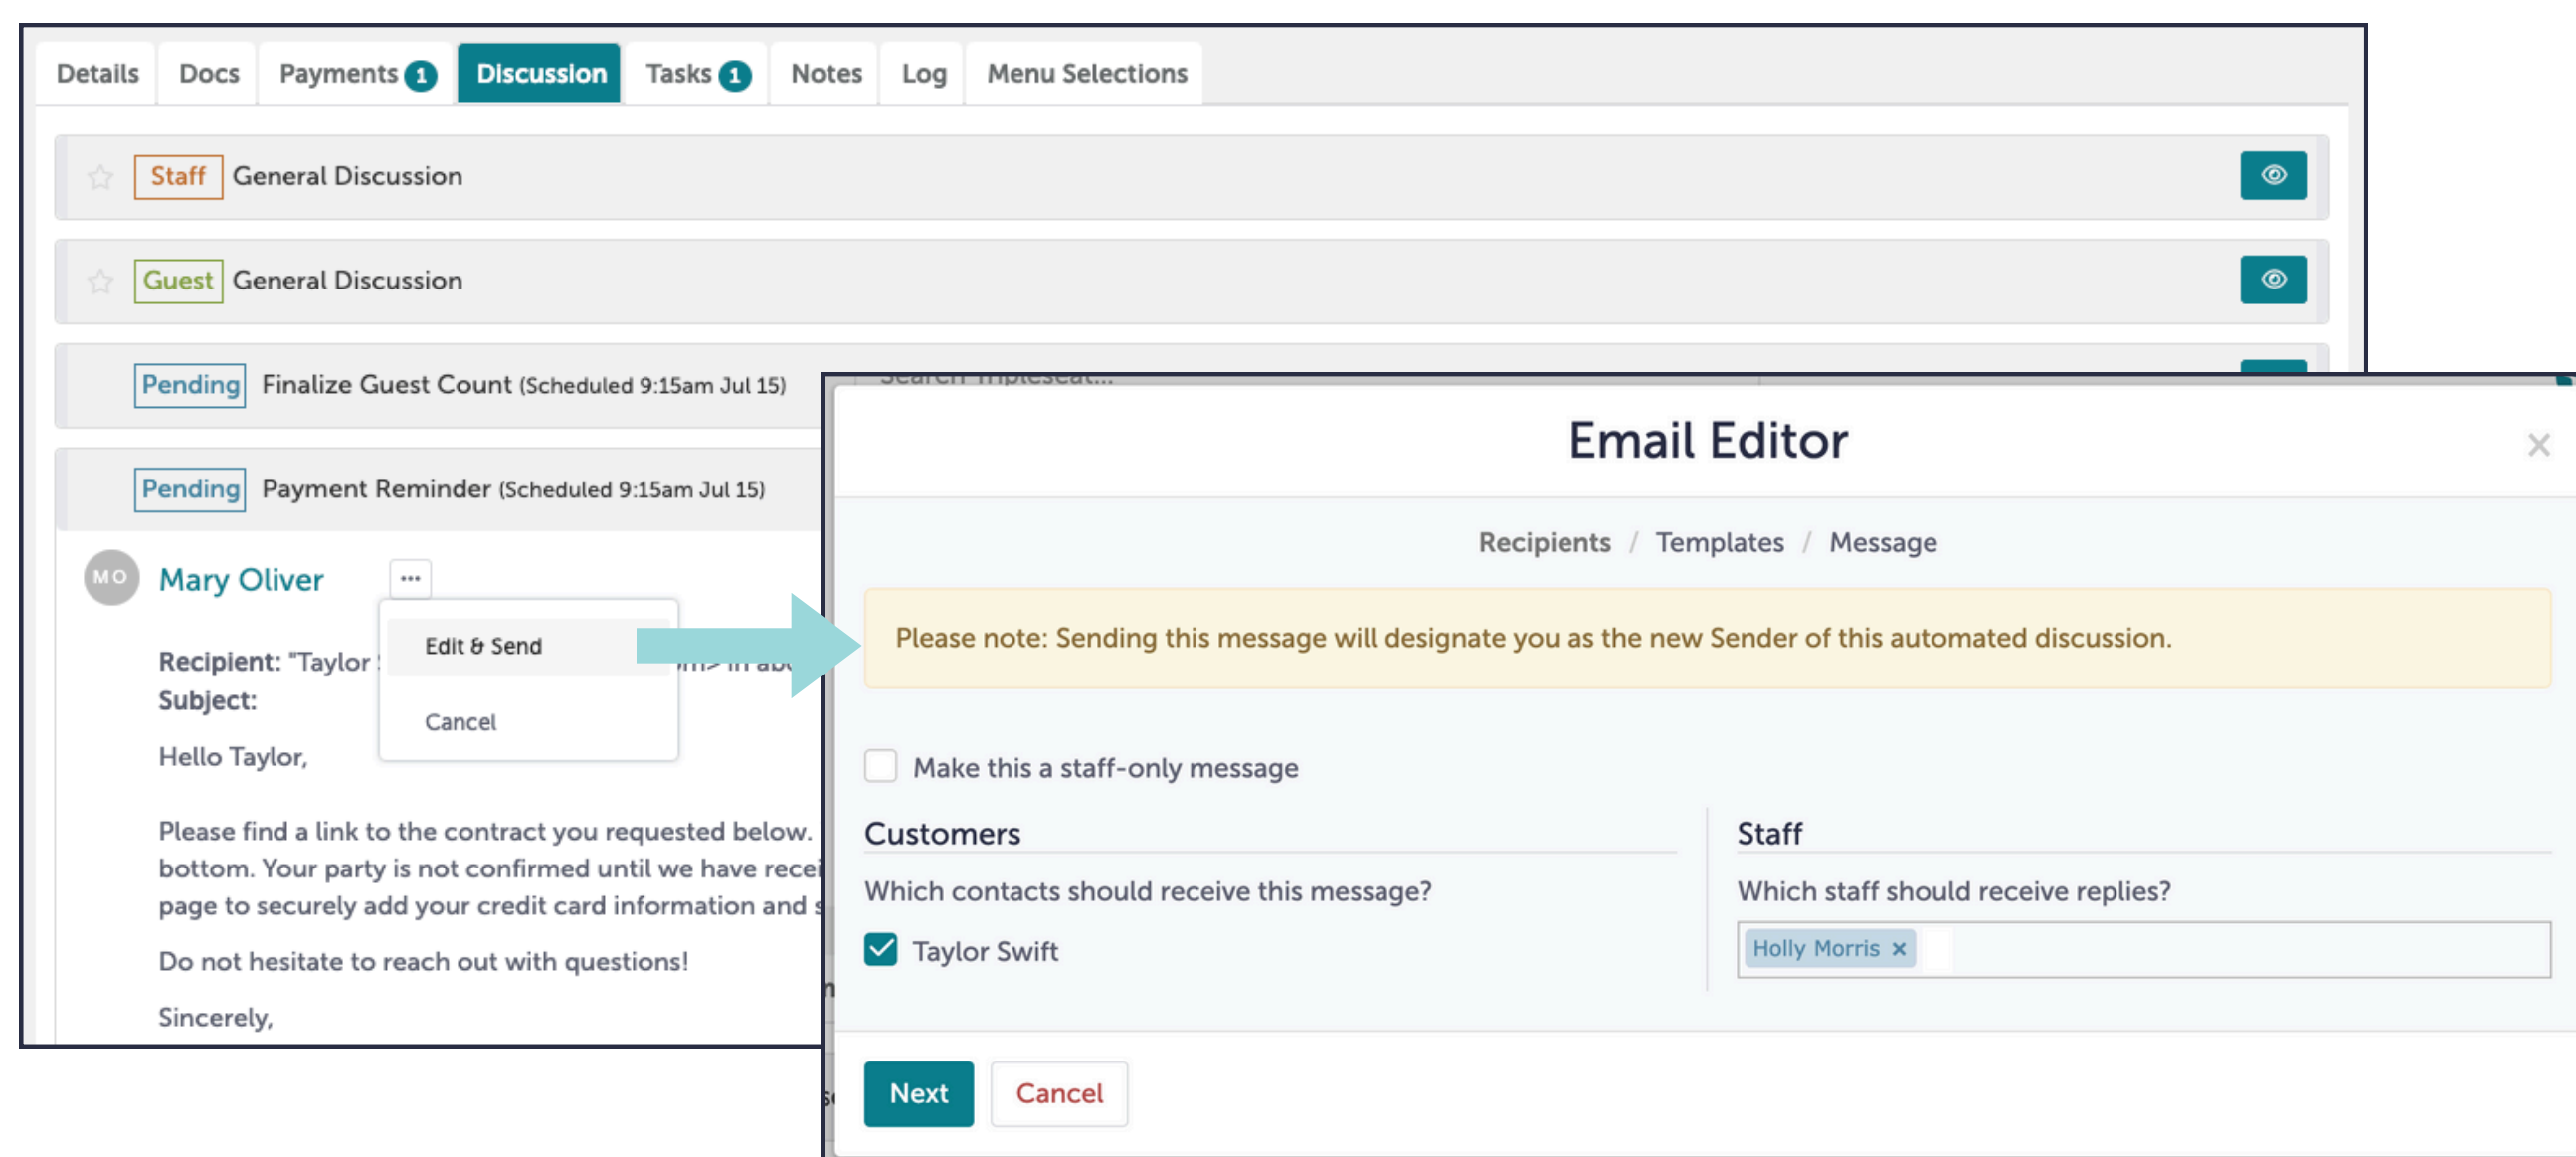 Details Docs Payments 1 Discussion Tasks 1 Notes Log Menu Selections
Staff General Discussion
Guest General Discussion
Pending Finalize Guest Count (Scheduled 9:15am Jul 15)
Pending Payment Reminder (Scheduled 9:15am Jul 15)
MO Mary Oliver ...
Edit & Send
Cancel
Recipient: "Taylor
Subject:
Hello Taylor,
Please find a link to the contract you requested below.
bottom. Your party is not confirmed until we have recei
page to securely add your credit card information and s
Do not hesitate to reach out with questions!
Sincerely,
Search Tripleseat...
Email Editor ×
Recipients / Templates / Message
Please note: Sending this message will designate you as the new Sender of this automated discussion.
Make this a staff-only message
Customers
Which contacts should receive this message?
Taylor Swift
Staff
Which staff should receive replies?
Holly Morris ×
Next Cancel